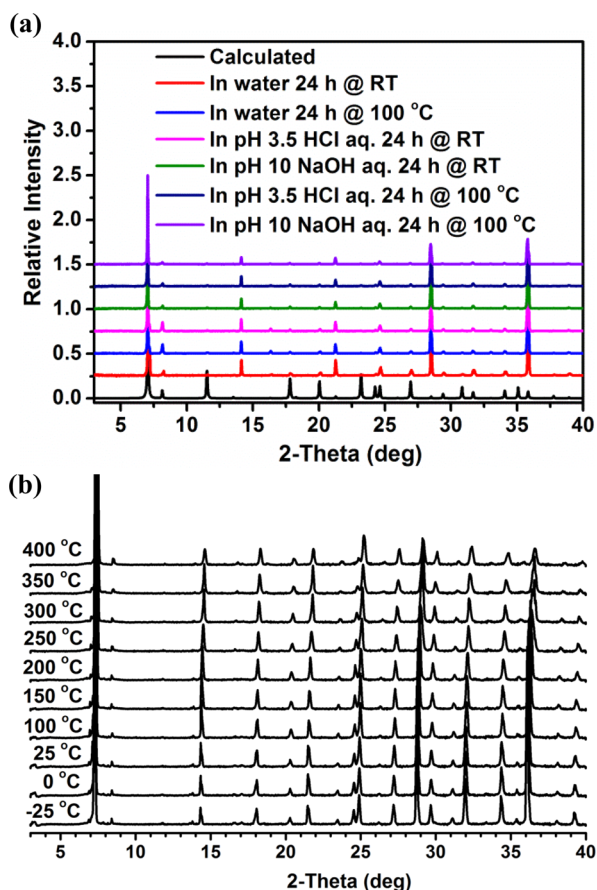 (a)
4.0
3.5
3.0
2.5
2.0
1.5
1.0
0.5
0.0
Relative Intensity
Calculated
In water 24 h @ RT
In water 24 h @ 100 °C
In pH 3.5 HCl aq. 24 h @ RT
In pH 10 NaOH aq. 24 h @ RT
In pH 3.5 HCl aq. 24 h @ 100 °C
In pH 10 NaOH aq. 24 h @ 100 °C
5 10 15 20 25 30 35 40
2-Theta (deg)
(b)
400 °C
350 °C
300 °C
250 °C
200 °C
150 °C
100 °C
25 °C
0 °C
-25 °C
5 10 15 20 25 30 35 40
2-Theta (deg)